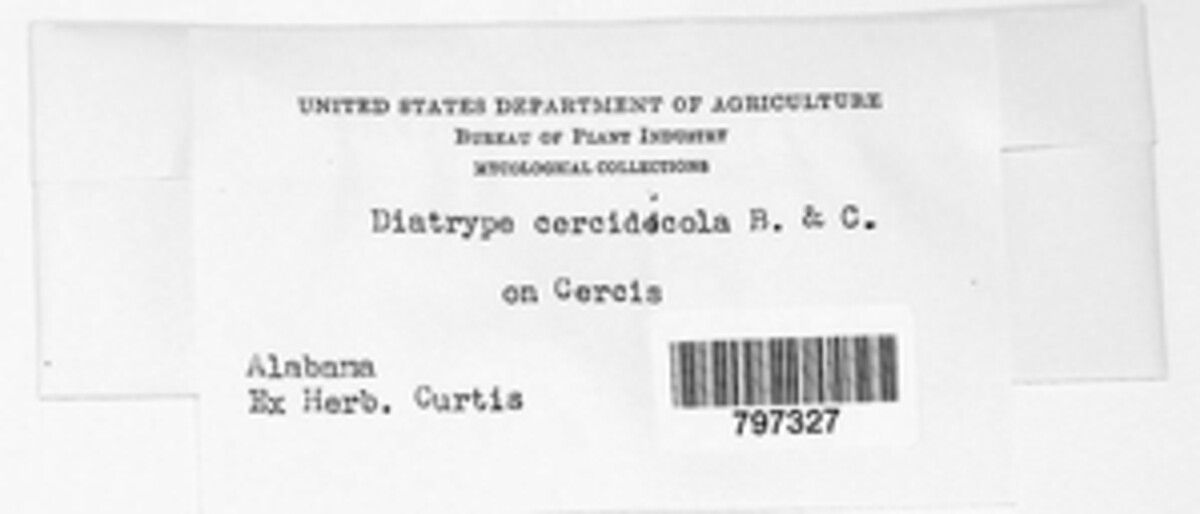 UNITED STATES DEPARTMENT OF AGRICULTURE
BUREAU OF PLANT INDUSTRY
MYCOLOGICAL COLLECTIONS
Diatrype cercidicola B. & C.
on Cercis
Alabama
Ex Herb. Curtis
797327